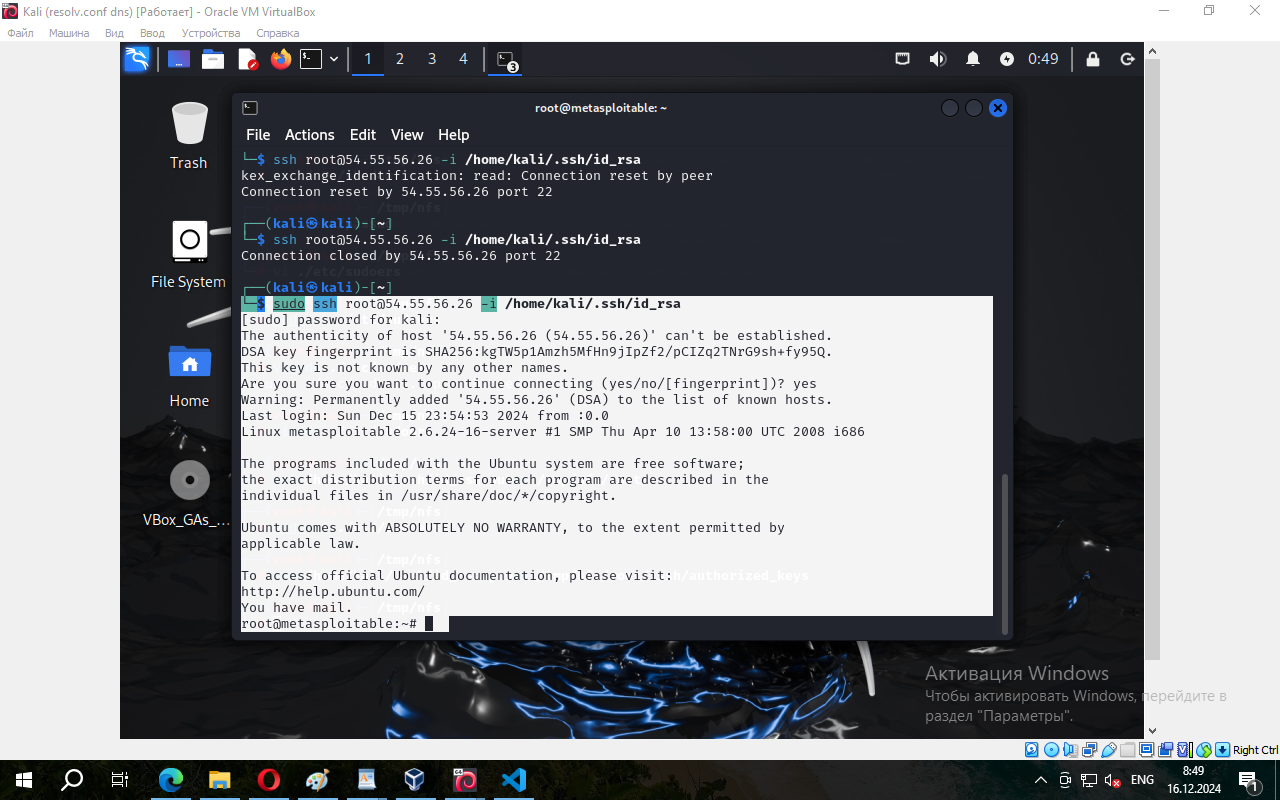 Kali (resolv.conf dns) [Работает] - Oracle VM VirtualBox
Файл Машина Вид Ввод Устройства Справка
1 2 3 4 3 0:49
root@metasploitable: ~
File Actions Edit View Help
└─$ ssh root@54.55.56.26 -i /home/kali/.ssh/id_rsa
kex_exchange_identification: read: Connection reset by peer
Connection reset by 54.55.56.26 port 22
/tmp/nfs
┌──(kali㉿kali)-[~]
└─$ ssh root@54.55.56.26 -i /home/kali/.ssh/id_rsa
Connection closed by 54.55.56.26 port 22
/etc/sudoers
┌──(kali㉿kali)-[~]
└─$ sudo ssh root@54.55.56.26 -i /home/kali/.ssh/id_rsa
[sudo] password for kali:
The authenticity of host '54.55.56.26 (54.55.56.26)' can't be established.
DSA key fingerprint is SHA256:kgTW5p1Amzh5MfHn9jIpZf2/pCIZq2TNrG9sh+fy95Q.
This key is not known by any other names.
Are you sure you want to continue connecting (yes/no/[fingerprint])? yes
Warning: Permanently added '54.55.56.26' (DSA) to the list of known hosts.
Last login: Sun Dec 15 23:54:53 2024 from :0.0
Linux metasploitable 2.6.24-16-server #1 SMP Thu Apr 10 13:58:00 UTC 2008 i686
The programs included with the Ubuntu system are free software;
the exact distribution terms for each program are described in the
individual files in /usr/share/doc/*/copyright.
/tmp/nfs
Ubuntu comes with ABSOLUTELY NO WARRANTY, to the extent permitted by
applicable law.
/tmp/nfs
To access official Ubuntu documentation, please visit:
h/authorized_keys
http://help.ubuntu.com/
You have mail.
/tmp/nfs
root@metasploitable:~#
Trash
File System
Home
VBox_GAs_...
Активация Windows
Чтобы активировать Windows, перейдите в
раздел "Параметры".
Right Ctrl
ENG
8:49
16.12.2024
1